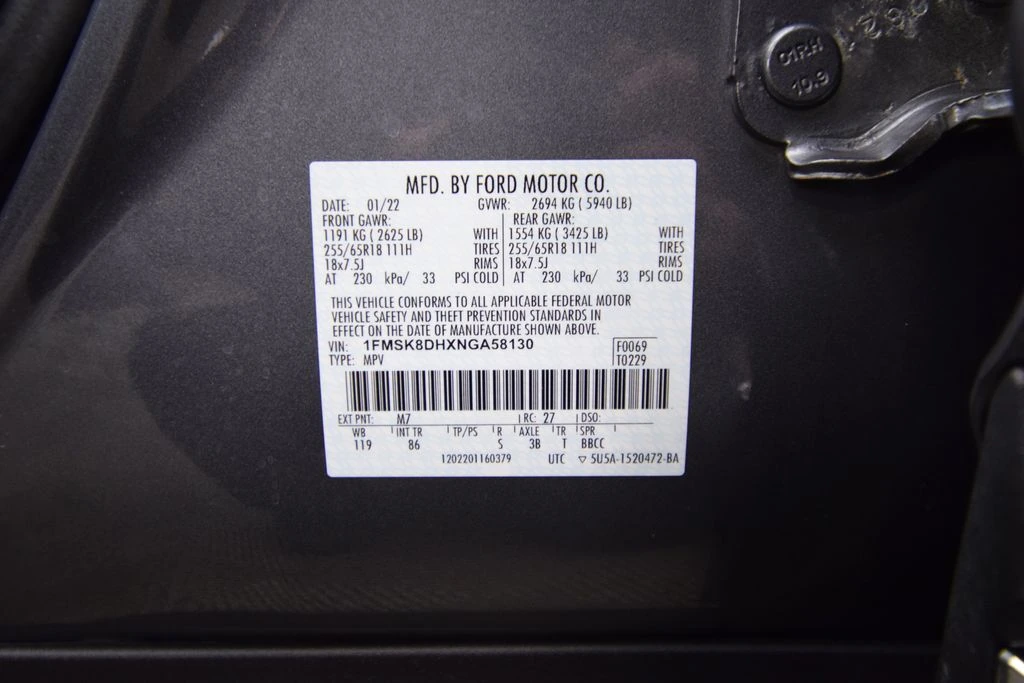 01RH
10.9
MFD. BY FORD MOTOR CO.
DATE: 01/22 GVWR: 2694 KG ( 5940 LB)
FRONT GAWR: REAR GAWR:
1191 KG ( 2625 LB) WITH 1554 KG ( 3425 LB) WITH
255/65R18 111H TIRES 255/65R18 111H TIRES
18x7.5J RIMS 18x7.5J RIMS
AT 230 kPa/ 33 PSI COLD AT 230 kPa/ 33 PSI COLD
THIS VEHICLE CONFORMS TO ALL APPLICABLE FEDERAL MOTOR
VEHICLE SAFETY AND THEFT PREVENTION STANDARDS IN
EFFECT ON THE DATE OF MANUFACTURE SHOWN ABOVE.
VIN: 1FMSK8DHXNGA58130 F0069
TYPE: MPV T0229
EXT PNT: M7 RC: 27 DSO:
WB INT TR TP/PS R AXLE TR SPR
119 86 S 3B T BBCC
1202201160379 UTC ▽ 5U5A-1520472-BA